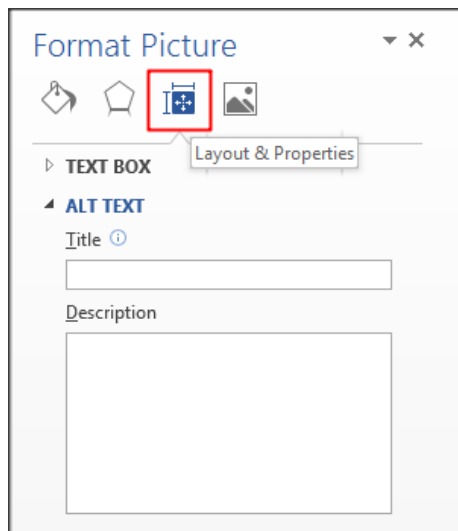 Format Picture
Layout & Properties
TEXT BOX
ALT TEXT
Title
Description